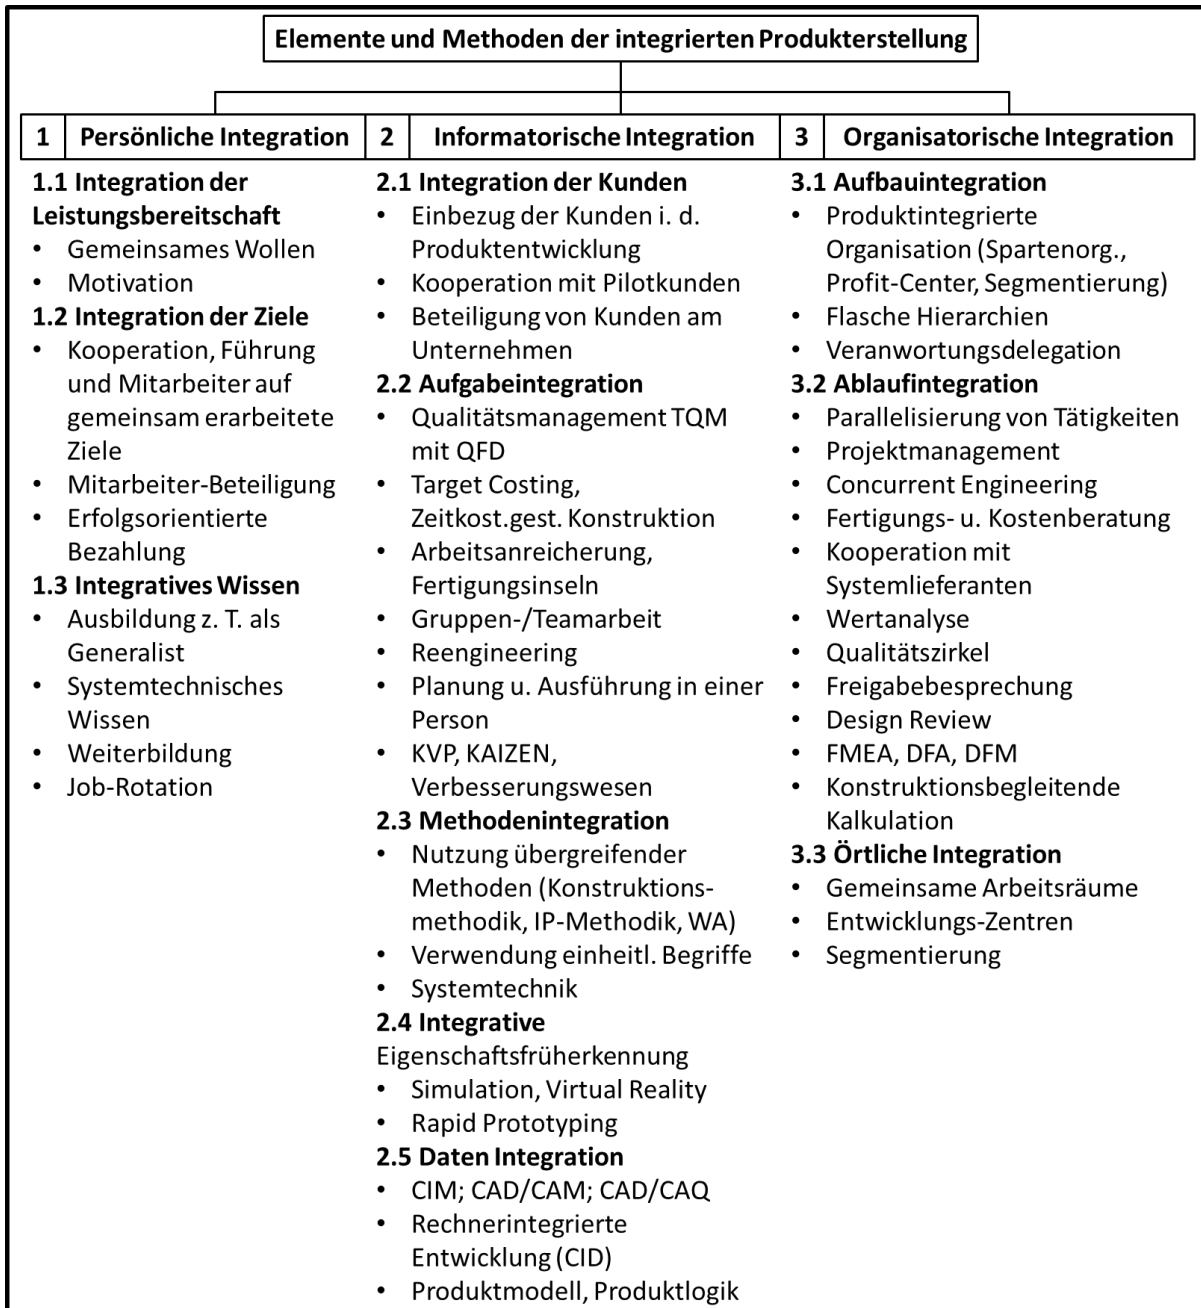 Elemente und Methoden der integrierten Produkterstellung
1 Persönliche Integration
1.1 Integration der
Leistungsbereitschaft
• Gemeinsames Wollen
• Motivation
1.2 Integration der Ziele
• Kooperation, Führung
und Mitarbeiter auf
gemeinsam erarbeitete
Ziele
• Mitarbeiter-Beteiligung
• Erfolgsorientierte
Bezahlung
1.3 Integratives Wissen
• Ausbildung z. T. als
Generalist
• Systemtechnisches
Wissen
• Weiterbildung
• Job-Rotation
2 Informatorische Integration
2.1 Integration der Kunden
• Einbezug der Kunden i. d.
Produktentwicklung
• Kooperation mit Pilotkunden
• Beteiligung von Kunden am
Unternehmen
2.2 Aufgabeintegration
• Qualitätsmanagement TQM
mit QFD
• Target Costing,
Zeitkost.gest. Konstruktion
• Arbeitsanreicherung,
Fertigungsinseln
• Gruppen-/Teamarbeit
• Reengineering
• Planung u. Ausführung in einer
Person
• KVP, KAIZEN,
Verbesserungswesen
2.3 Methodenintegration
• Nutzung übergreifender
Methoden (Konstruktions-
methodik, IP-Methodik, WA)
• Verwendung einheitl. Begriffe
• Systemtechnik
2.4 Integrative
Eigenschaftsfrüherkennung
• Simulation, Virtual Reality
• Rapid Prototyping
2.5 Daten Integration
• CIM; CAD/CAM; CAD/CAQ
• Rechnerintegrierte
Entwicklung (CID)
• Produktmodell, Produktlogik
3 Organisatorische Integration
3.1 Aufbauintegration
• Produktintegrierte
Organisation (Spartenorg.,
Profit-Center, Segmentierung)
• Flasche Hierarchien
• Veranwortungsdelegation
3.2 Ablaufintegration
• Parallelisierung von Tätigkeiten
• Projektmanagement
• Concurrent Engineering
• Fertigungs- u. Kostenberatung
• Kooperation mit
Systemlieferanten
• Wertanalyse
• Qualitätszirkel
• Freigabebesprechung
• Design Review
• FMEA, DFA, DFM
• Konstruktionsbegleitende
Kalkulation
3.3 Örtliche Integration
• Gemeinsame Arbeitsräume
• Entwicklungs-Zentren
• Segmentierung